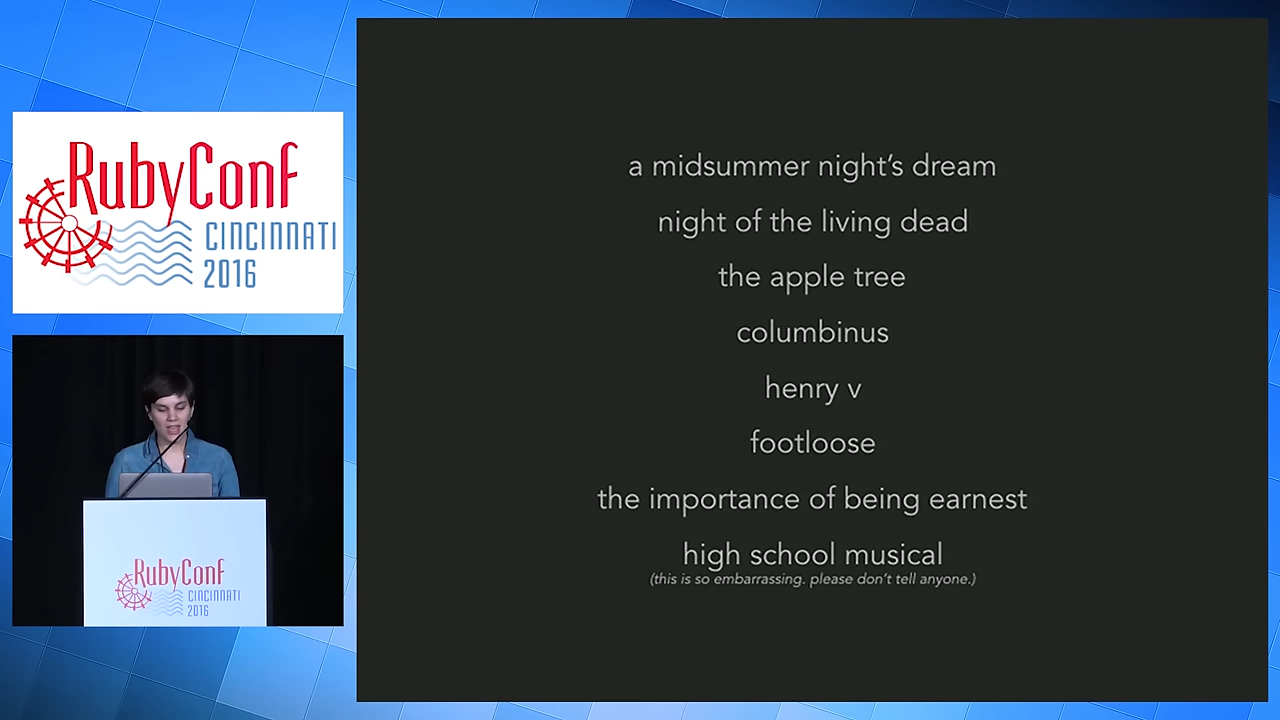 RubyConf
CINCINNATI
2016
a midsummer night's dream
night of the living dead
the apple tree
columbinus
henry v
footloose
the importance of being earnest
high school musical
(this is so embarrassing. please don't tell anyone.)
RubyConf
CINCINNATI
2016